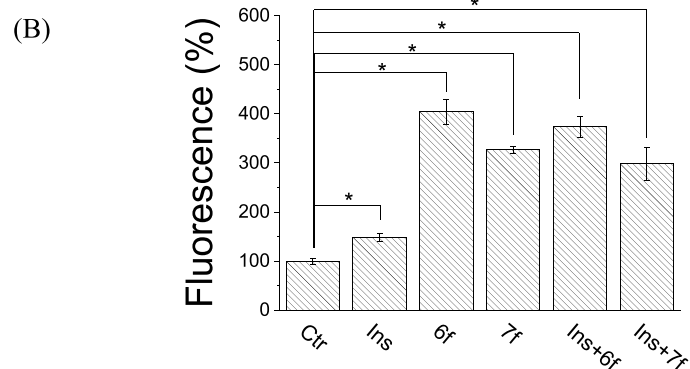 (B)
Fluorescence (%)
600
500
400
300
200
100
0
*
*
*
*
*
Ctr
Ins
6f
7f
Ins+6f
Ins+7f